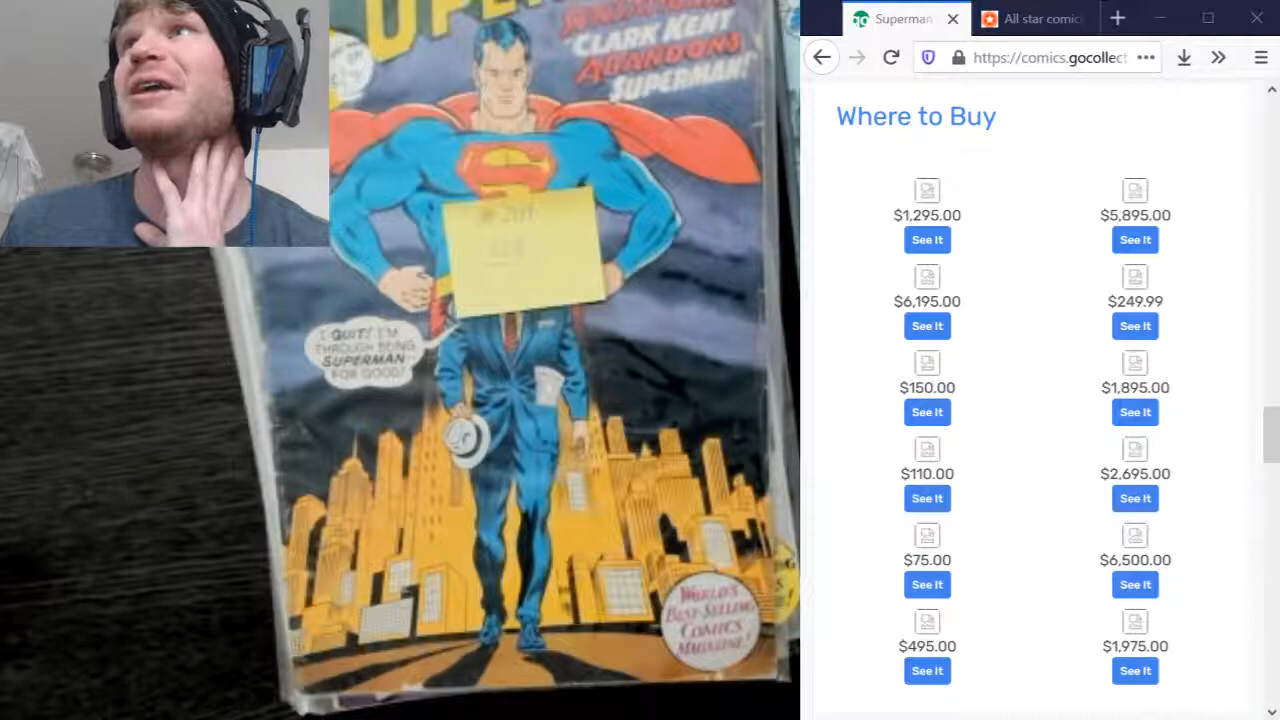 SUPER
SENSATIONAL
"CLARK KENT
ABANDONS
SUPERMAN!"
I QUIT! I'M
THROUGH BEING
SUPERMAN
FOR GOOD!
WORLD'S
BEST-SELLING
COMICS
MAGAZINE!
Superman
All star comic
https://comics.gocollect
Where to Buy
$1,295.00
$5,895.00
See It
See It
$6,195.00
$249.99
See It
See It
$150.00
$1,895.00
See It
See It
$110.00
$2,695.00
See It
See It
$75.00
$6,500.00
See It
See It
$495.00
$1,975.00
See It
See It